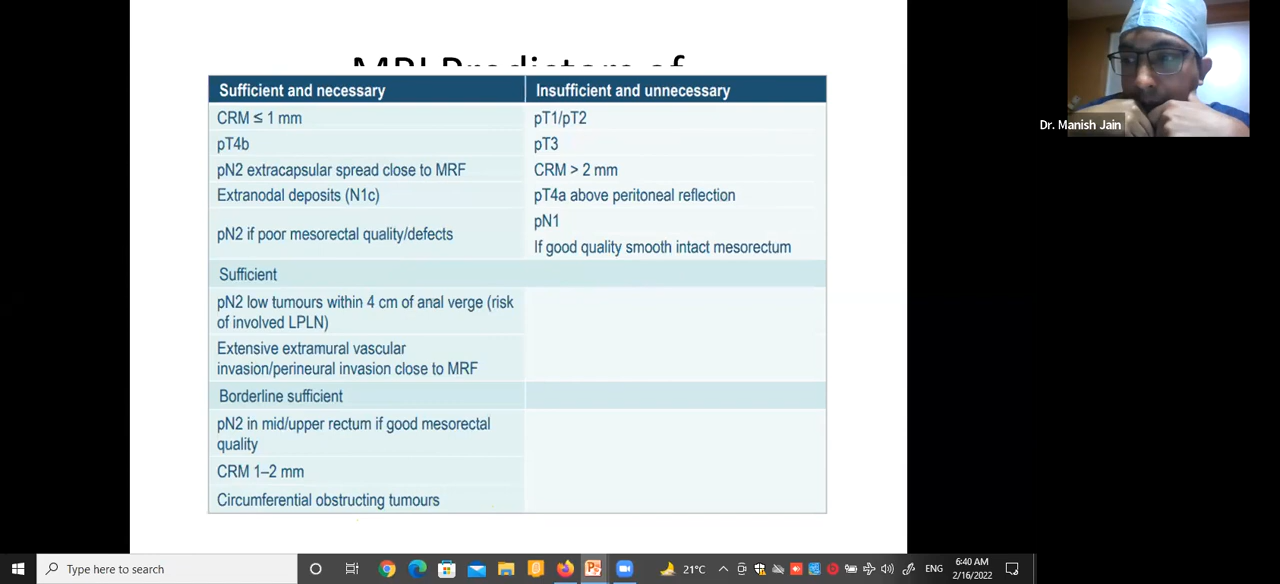 MRI Predictors of
Sufficient and necessary
Insufficient and unnecessary
CRM ≤ 1 mm
pT1/pT2
pT4b
pT3
pN2 extracapsular spread close to MRF
CRM > 2 mm
Extranodal deposits (N1c)
pT4a above peritoneal reflection
pN2 if poor mesorectal quality/defects
pN1
If good quality smooth intact mesorectum
Sufficient
pN2 low tumours within 4 cm of anal verge (risk
of involved LPLN)
Extensive extramural vascular
invasion/perineural invasion close to MRF
Borderline sufficient
pN2 in mid/upper rectum if good mesorectal
quality
CRM 1–2 mm
Circumferential obstructing tumours
Dr. Manish Jain
Type here to search
21°C
ENG
6:40 AM
2/16/2022